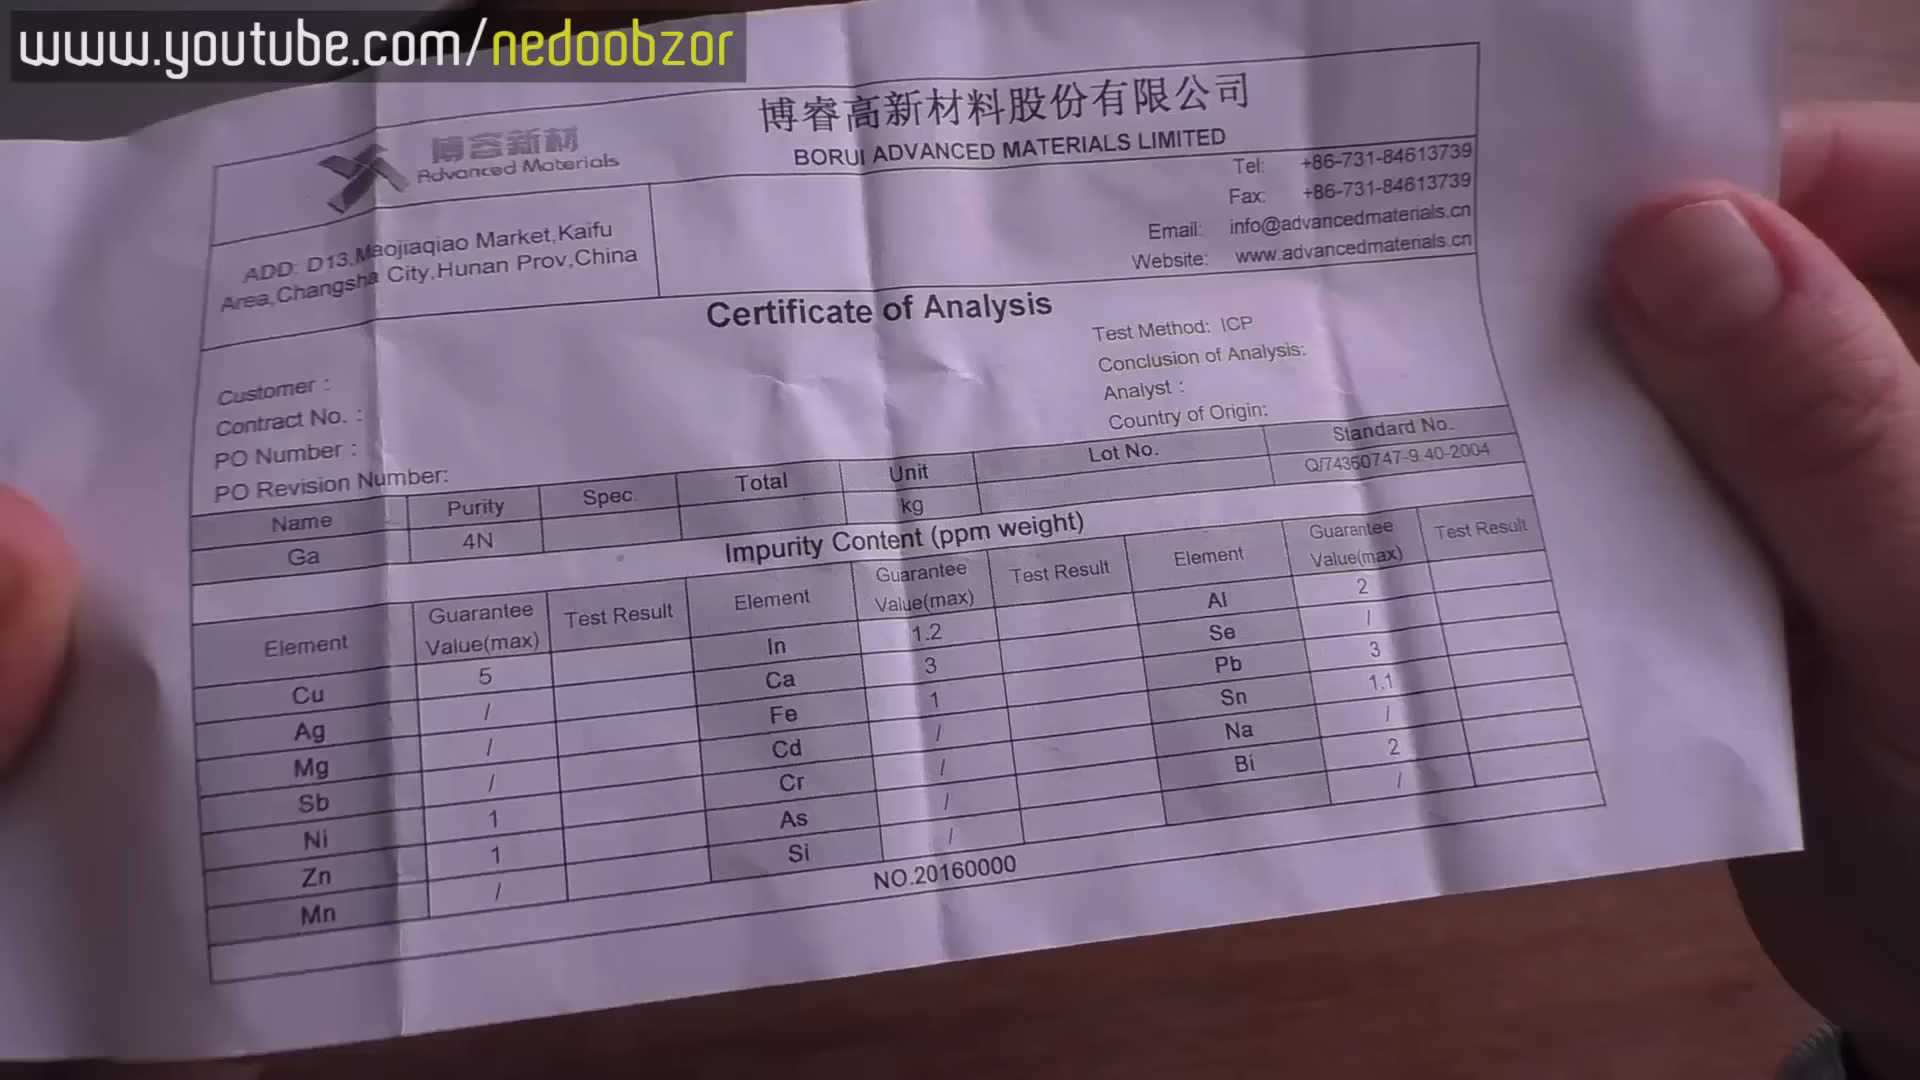 www.youtube.com/nedoobzor
博睿新材
Advanced Materials
博睿高新材料股份有限公司
BORUI ADVANCED MATERIALS LIMITED
ADD: D13,Maojiaqiao Market,Kaifu
Area,Changsha City,Hunan Prov,China
Tel: +86-731-84613739
Fax: +86-731-84613739
Email: info@advancedmaterials.cn
Website: www.advancedmaterials.cn
Certificate of Analysis
Customer :
Contract No. :
PO Number :
PO Revision Number:
Test Method: ICP
Conclusion of Analysis:
Analyst :
Country of Origin:
Name Purity Spec. Total Unit Lot No. Standard No.
Ga 4N kg Q/74360747-9.40-2004
Impurity Content (ppm weight)
Element Guarantee Value(max) Test Result Element Guarantee Value(max) Test Result Element Guarantee Value(max) Test Result
Cu 5 In 1.2 Al 2
Ag / Ca 3 Se /
Mg / Fe 1 Pb 3
Sb / Cd / Sn 1.1
Ni 1 Cr / Na /
Zn 1 As / Bi 2
Mn / Si / /
NO.20160000